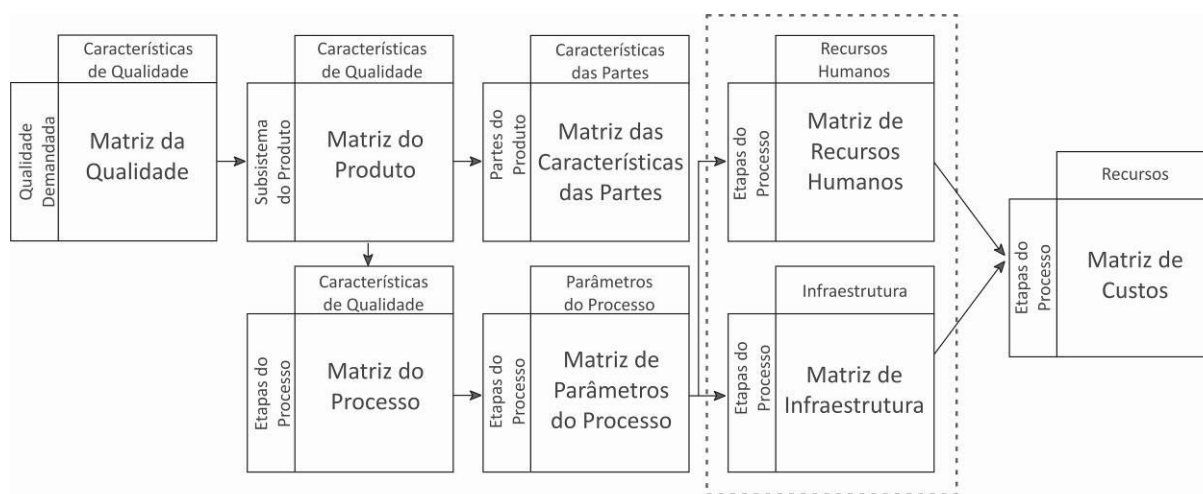 Características
de Qualidade
Qualidade
Demandada
Matriz da
Qualidade
Características
de Qualidade
Subsistema
do Produto
Matriz do
Produto
Características
das Partes
Partes do
Produto
Matriz das
Características
das Partes
Recursos
Humanos
Etapas do
Processo
Matriz de
Recursos
Humanos
Recursos
Etapas do
Processo
Matriz de
Custos
Características
de Qualidade
Etapas do
Processo
Matriz do
Processo
Parâmetros
do Processo
Etapas do
Processo
Matriz de
Parâmetros
do Processo
Infraestrutura
Etapas do
Processo
Matriz de
Infraestrutura